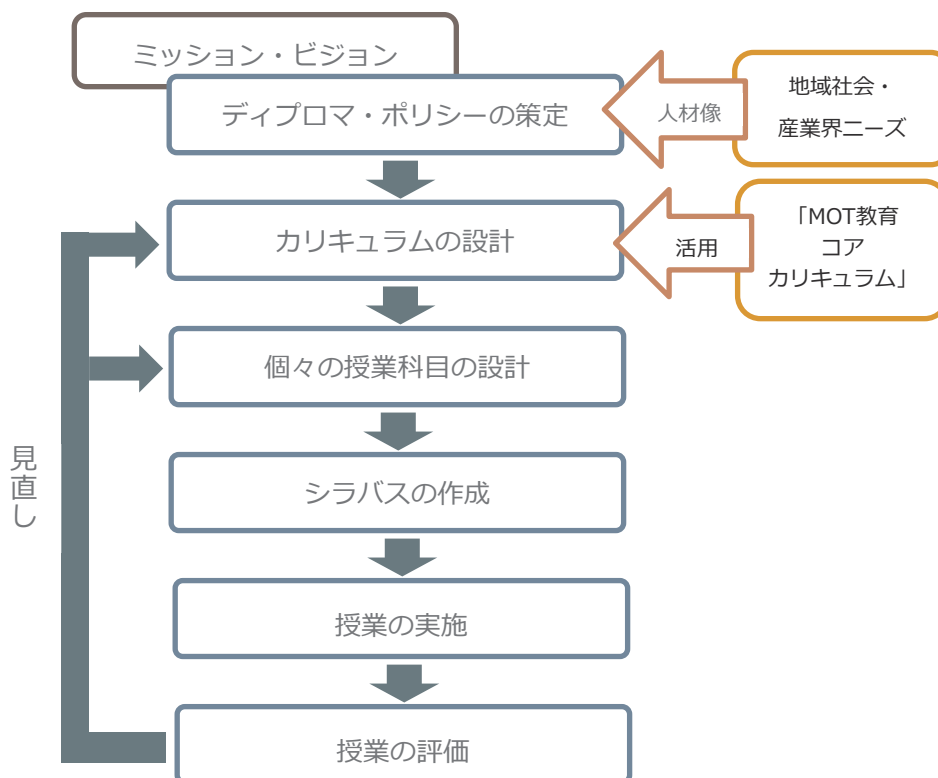 ミッション・ビジョン
ディプロマ・ポリシーの策定
人材像
地域社会・
産業界ニーズ
カリキュラムの設計
活用
「MOT教育
コア
カリキュラム」
個々の授業科目の設計
見直し
シラバスの作成
授業の実施
授業の評価